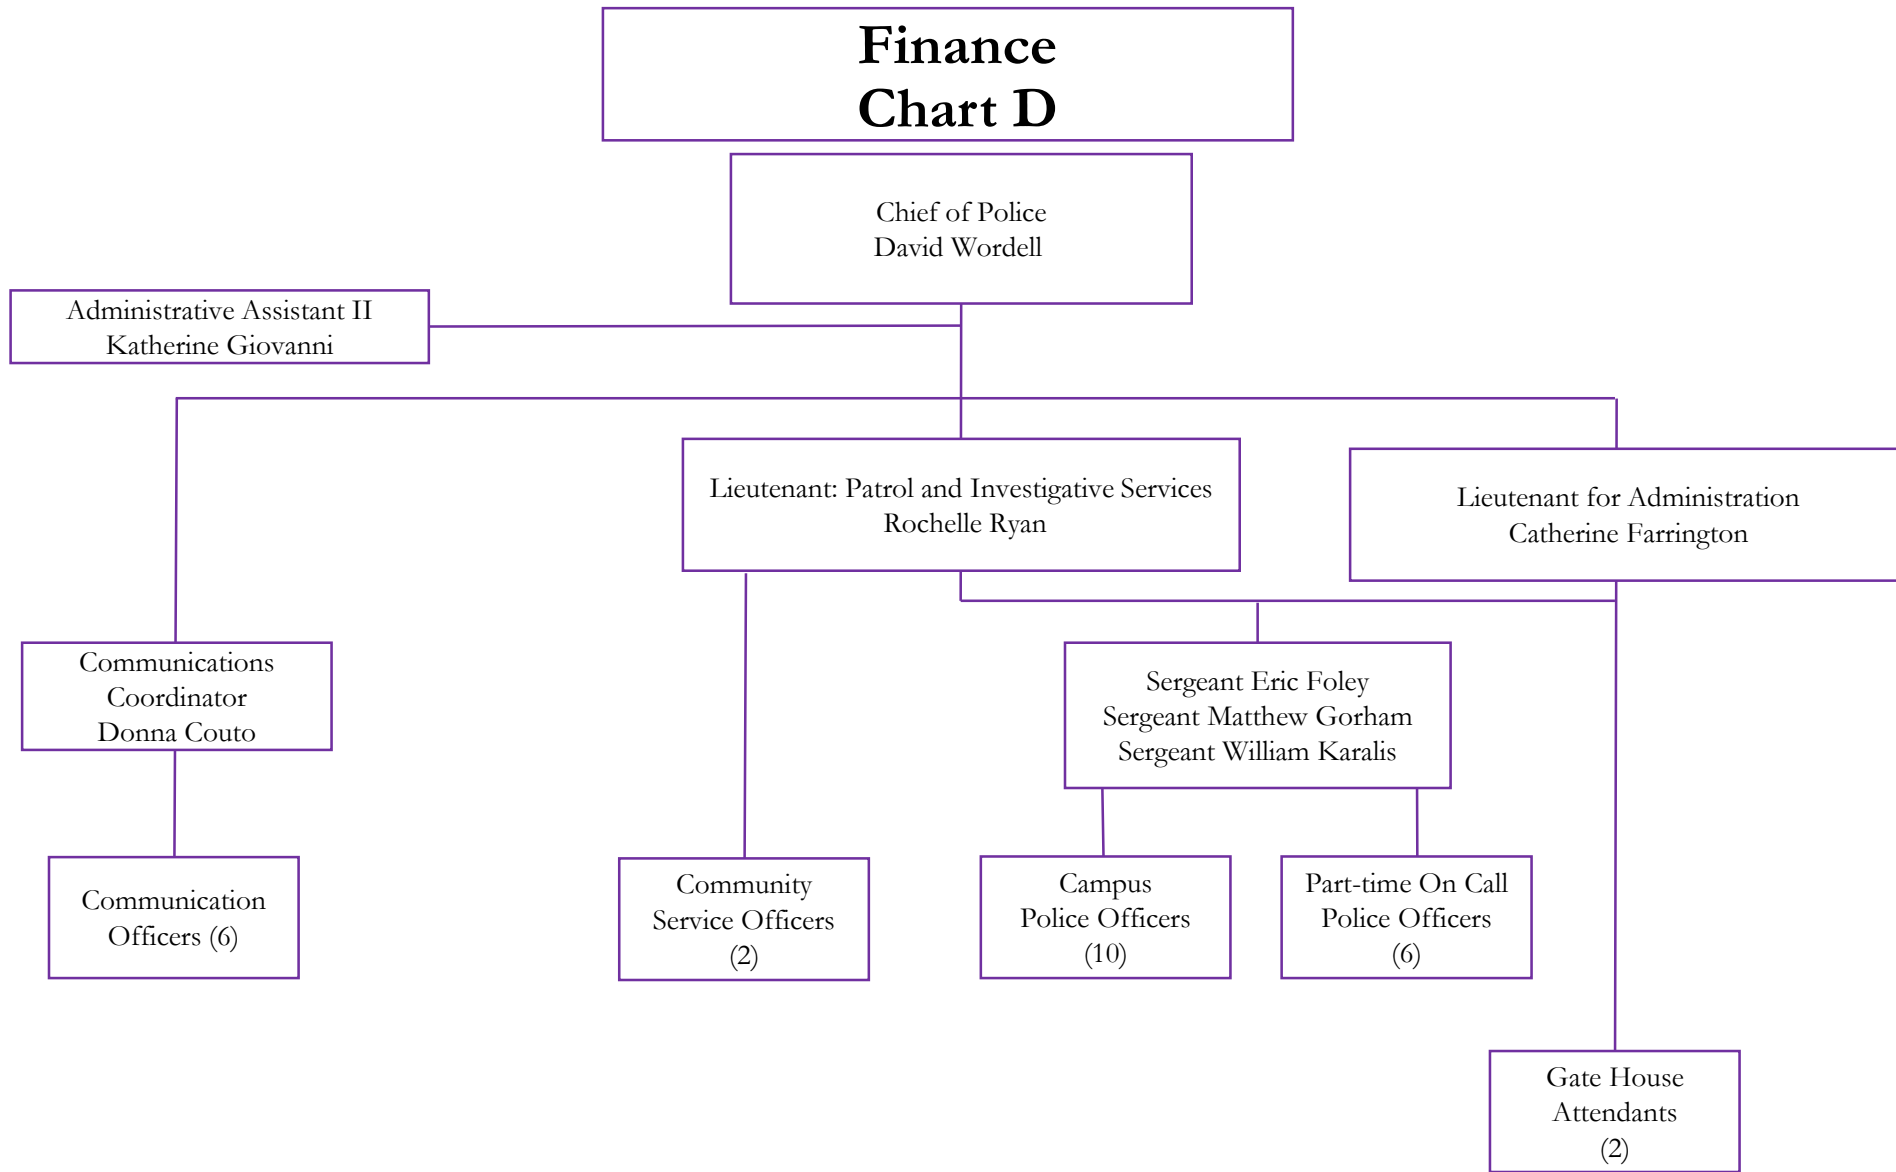 Finance
Chart D
Chief of Police
David Wordell
Administrative Assistant II
Katherine Giovanni
Lieutenant: Patrol and Investigative Services
Rochelle Ryan
Lieutenant for Administration
Catherine Farrington
Communications
Coordinator
Donna Couto
Sergeant Eric Foley
Sergeant Matthew Gorham
Sergeant William Karalis
Communication
Officers (6)
Community
Service Officers
(2)
Campus
Police Officers
(10)
Part-time On Call
Police Officers
(6)
Gate House
Attendants
(2)